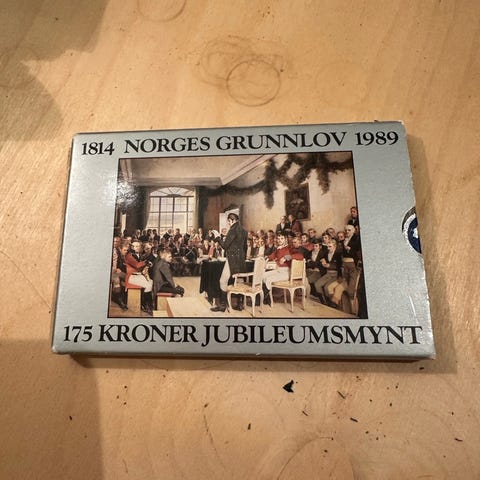 1814 NORGES GRUNNLOV 1989
175 KRONER JUBILEUMSMYNT